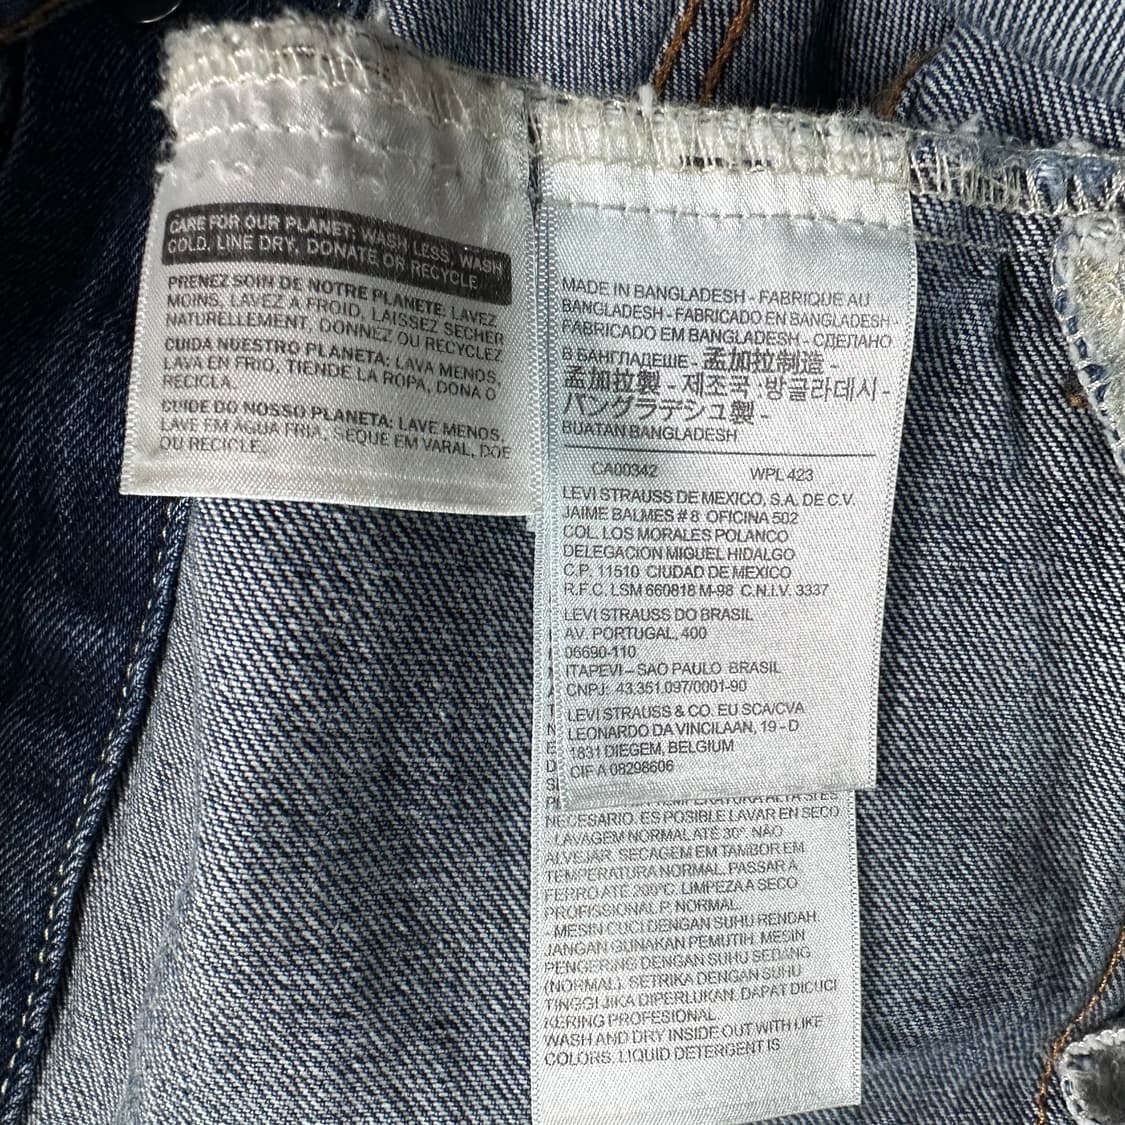 CARE FOR OUR PLANET: WASH LESS, WASH
COLD, LINE DRY, DONATE OR RECYCLE.
PRENEZ SOIN DE NOTRE PLANETE: LAVEZ
MOINS, LAVEZ A FROID, LAISSEZ SECHER
NATURELLEMENT, DONNEZ OU RECYCLEZ
CUIDA NUESTRO PLANETA: LAVA MENOS,
LAVA EN FRIO, TIENDE LA ROPA, DONA O
RECICLA.
CUIDE DO NOSSO PLANETA: LAVE MENOS,
LAVE EM ÁGUA FRIA, SEQUE EM VARAL, DOE
OU RECICLE.
MADE IN BANGLADESH - FABRIQUE AU
BANGLADESH - FABRICADO EN BANGLADESH -
FABRICADO EM BANGLADESH - СДЕЛАНО
В БАНГЛАДЕШЕ - 孟加拉制造 -
孟加拉製 - 제조국 :방글라데시 -
バングラデシュ製 -
BUATAN BANGLADESH
CA00342 WPL 423
LEVI STRAUSS DE MEXICO, S.A. DE C.V.
JAIME BALMES # 8 OFICINA 502
COL. LOS MORALES POLANCO
DELEGACION MIGUEL HIDALGO
C.P. 11510 CIUDAD DE MEXICO
R.F.C. LSM 660818 M-98 C.N.I.V. 3337
LEVI STRAUSS DO BRASIL
AV. PORTUGAL, 400
06690-110
ITAPEVI – SAO PAULO BRASIL
CNPJ: 43.351.097/0001-90
LEVI STRAUSS & CO. EU SCA/CVA
LEONARDO DA VINCILAAN, 19 - D
1831 DIEGEM, BELGIUM
CIF A 08298606
TEMPERATURA ALTA SI ES
NECESARIO. ES POSIBLE LAVAR EN SECO
LAVAGEM NORMAL ATÉ 30°. NÃO
ALVEJAR. SECAGEM EM TAMBOR EM
TEMPERATURA NORMAL. PASSAR A
FERRO ATE 200°C. LIMPEZA A SECO
PROFISSIONAL P NORMAL.
MESIN CUCI DENGAN SUHU RENDAH.
JANGAN GUNAKAN PEMUTIH. MESIN
PENGERING DENGAN SUHU SEDANG
(NORMAL). SETRIKA DENGAN SUHU
TINGGI JIKA DIPERLUKAN. DAPAT DICUCI
KERING PROFESIONAL.
WASH AND DRY INSIDE OUT WITH LIKE
COLORS. LIQUID DETERGENT IS